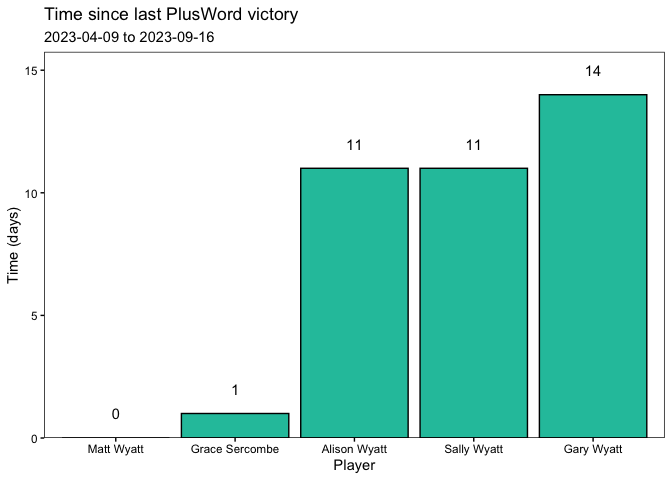 Time since last PlusWord victory
2023-04-09 to 2023-09-16
Time (days)
15
10
5
0
0
1
11
11
14
Matt Wyatt
Grace Sercombe
Alison Wyatt
Sally Wyatt
Gary Wyatt
Player